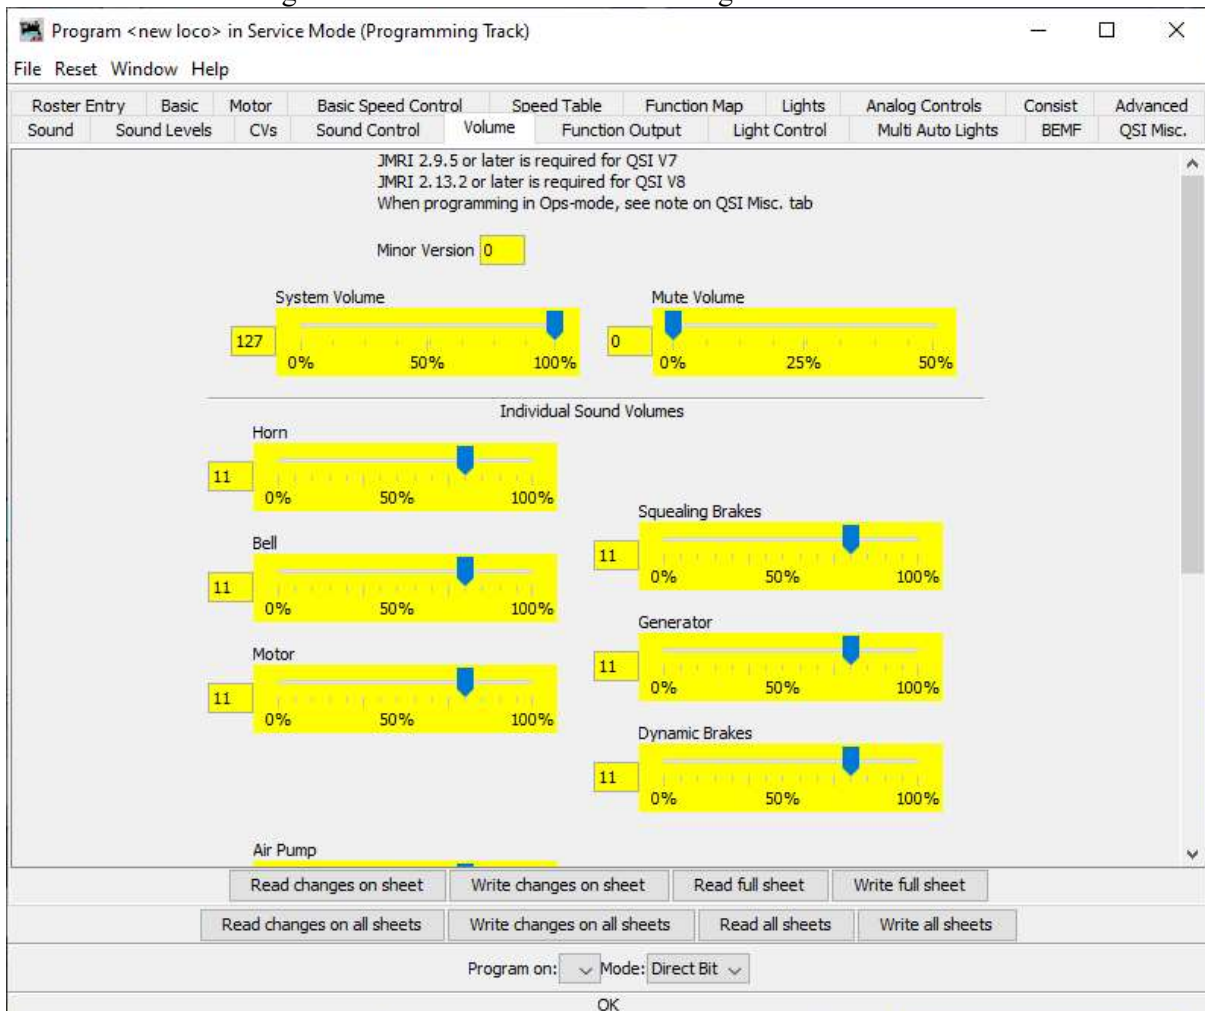 Program <new loco> in Service Mode (Programming Track)
File Reset Window Help
Roster Entry Basic Motor Basic Speed Control Speed Table Function Map Lights Analog Controls Consist Advanced
Sound Sound Levels CVs Sound Control Volume Function Output Light Control Multi Auto Lights BEMF QSI Misc.
JMRI 2.9.5 or later is required for QSI V7
JMRI 2.13.2 or later is required for QSI V8
When programming in Ops-mode, see note on QSI Misc. tab
Minor Version 0
System Volume Mute Volume
127 0
0% 50% 100% 0% 25% 50%
Individual Sound Volumes
Horn
11
0% 50% 100%
Squealing Brakes
Bell
11
11
0% 50% 100%
0% 50% 100%
Generator
Motor
11
11
0% 50% 100%
0% 50% 100%
Dynamic Brakes
11
0% 50% 100%
Air Pump
Read changes on sheet Write changes on sheet Read full sheet Write full sheet
Read changes on all sheets Write changes on all sheets Read all sheets Write all sheets
Program on: Mode: Direct Bit
OK